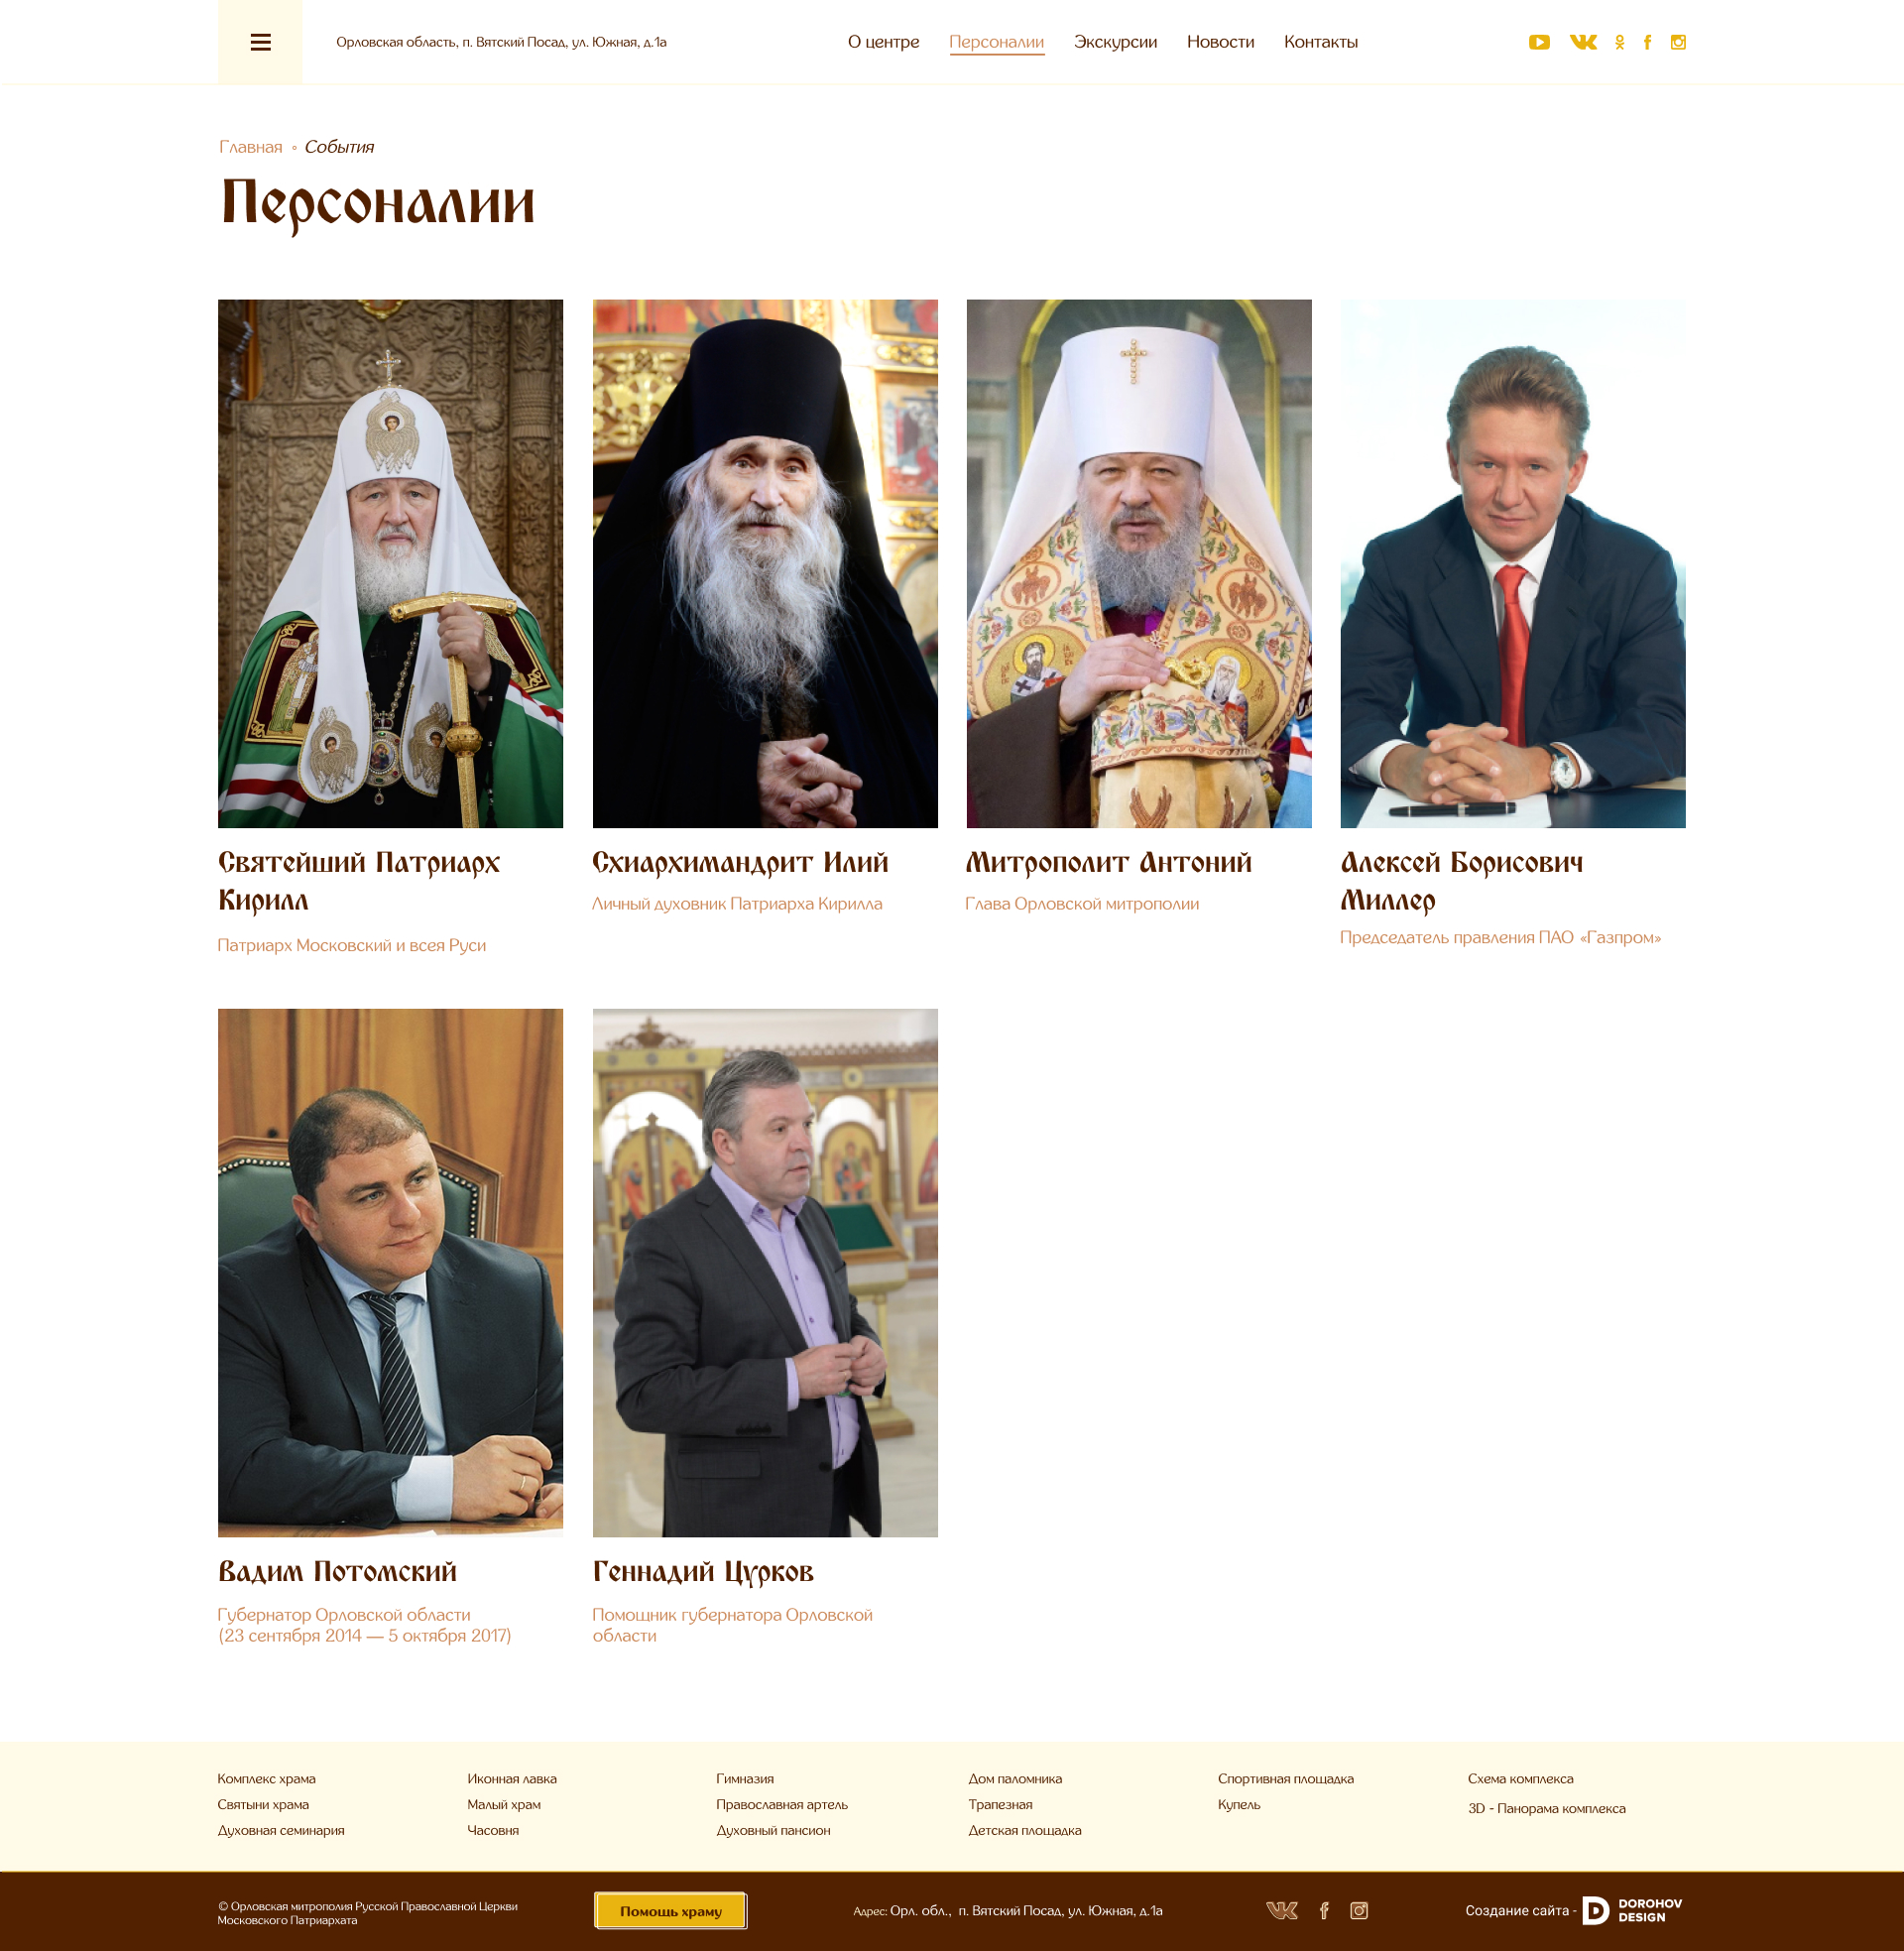 Орловская область, п. Вятский Посад, ул. Южная, д.1а
О центре Персоналии Экскурсии Новости Контакты
Главная События
Персоналии
Святейший Патриарх
Кирилл
Патриарх Московский и всея Руси
Схиархимандрит Илий
Личный духовник Патриарха Кирилла
Митрополит Антоний
Глава Орловской митрополии
Алексей Борисович
Миллер
Председатель правления ПАО «Газпром»
Вадим Потомский
Губернатор Орловской области
(23 сентября 2014 — 5 октября 2017)
Геннадий Цурков
Помощник губернатора Орловской
области
Комплекс храма
Святыни храма
Духовная семинария
Иконная лавка
Малый храм
Часовня
Гимназия
Православная артель
Духовный пансион
Дом паломника
Трапезная
Детская площадка
Спортивная площадка
Купель
Схема комплекса
3D - Панорама комплекса
© Орловская митрополия Русской Православной Церкви
Московского Патриархата
Помощь храму
Адрес: Орл. обл., п. Вятский Посад, ул. Южная, д.1а
Создание сайта -
DOROHOV
DESIGN